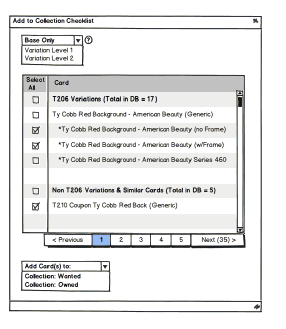 Add to Collection Checklist
Base Only
Variation Level 1
Variation Level 2
Select All
Card
T206 Variations (Total in DB = 17)
Ty Cobb Red Background - American Beauty (Generic)
*Ty Cobb Red Background - American Beauty (no Frame)
*Ty Cobb Red Background - American Beauty (w/Frame)
*Ty Cobb Red Background - American Beauty Series 460
Non T206 Variations & Similar Cards (Total in DB = 5)
T210 Coupon Ty Cobb Red Back (Generic)
< Previous 1 2 3 4 5 Next (35) >
Add Card(s) to:
Collection: Wanted
Collection: Owned